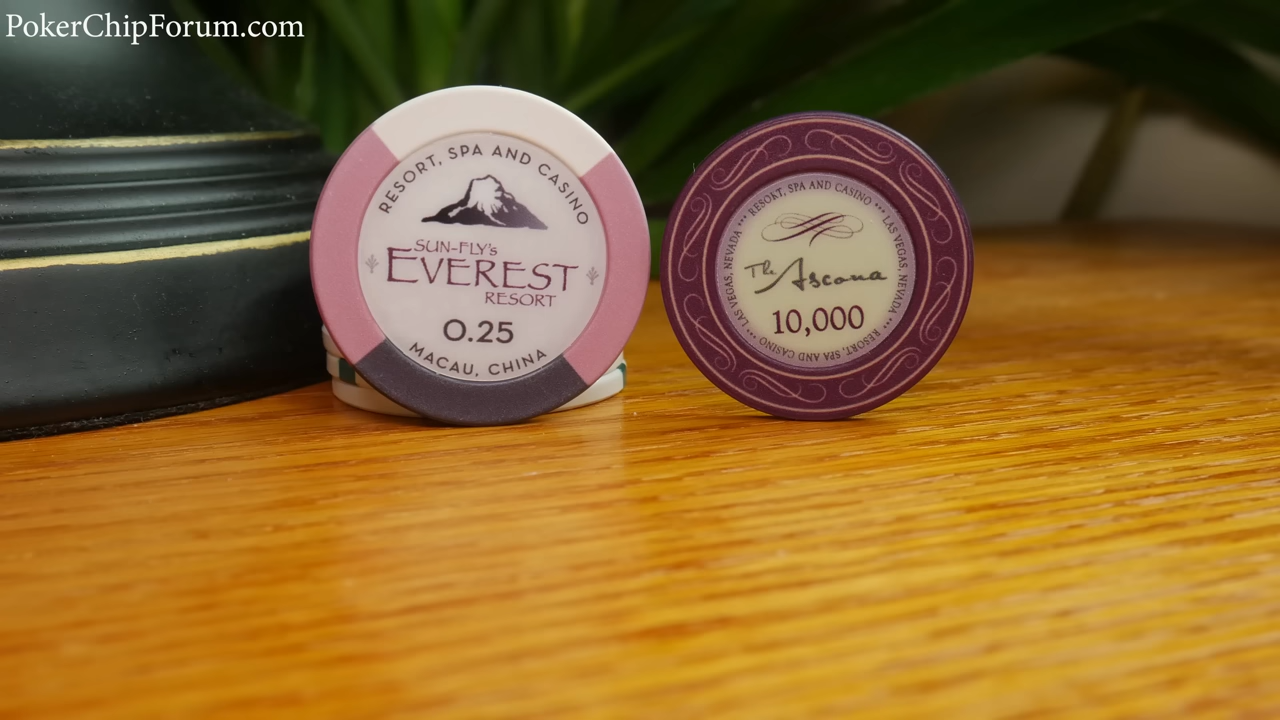 PokerChipForum.com
RESORT, SPA AND CASINO
SUN-FLY's
EVEREST
RESORT
0.25
MACAU, CHINA
RESORT, SPA AND CASINO ••• LAS VEGAS, NEVADA ••• RESORT, SPA AND CASINO ••• LAS VEGAS, NEVADA •••
The Ascona
10,000